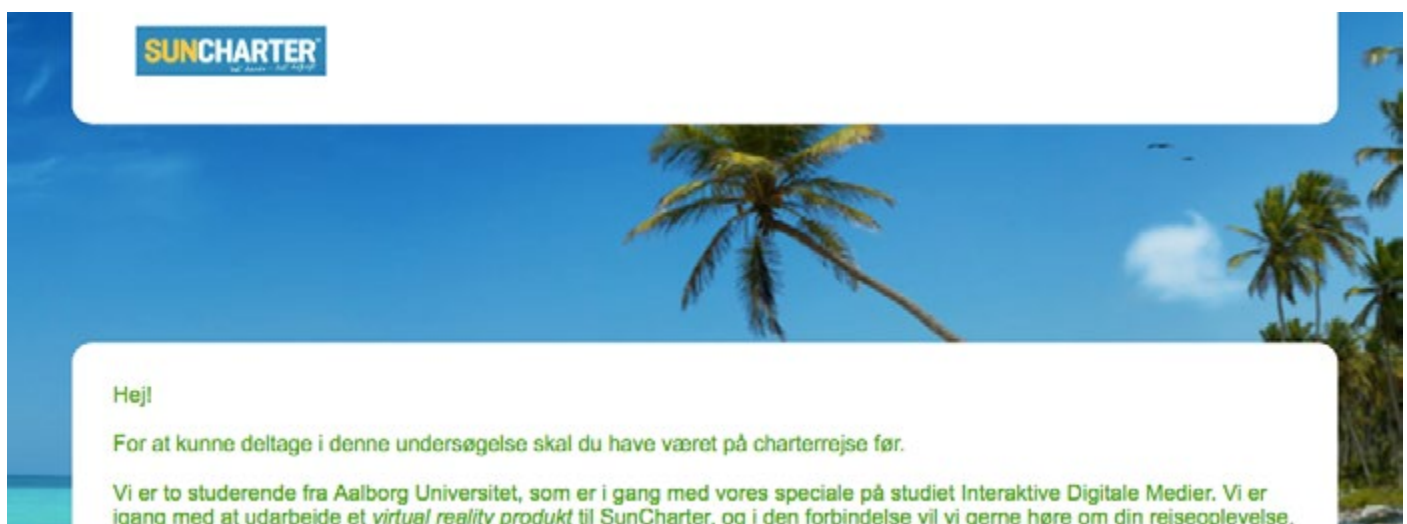 SUNCHARTER
Hej!
For at kunne deltage i denne undersøgelse skal du have været på charterrejse før.
Vi er to studerende fra Aalborg Universitet, som er i gang med vores speciale på studiet Interaktive Digitale Medier. Vi er
igang med at udarbejde et virtual reality produkt til SunCharter, og i den forbindelse vil vi gerne høre om din rejseoplevelse.